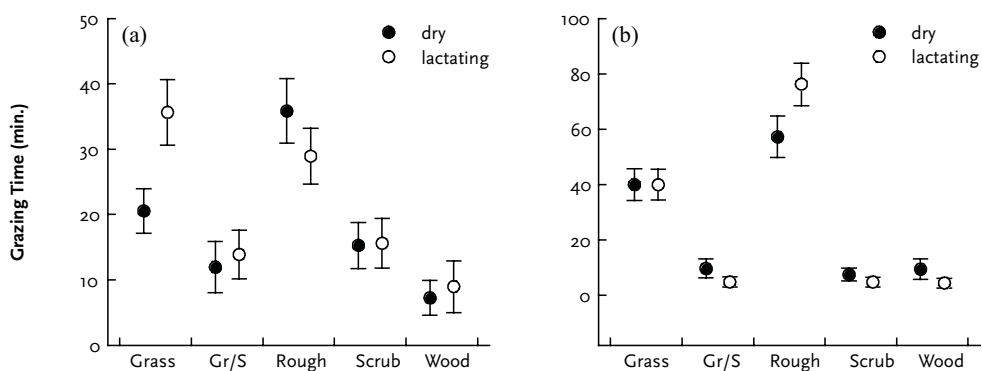 50
40
30
20
10
0
Grazing Time (min.)
(a)
dry
lactating
Grass Gr/S Rough Scrub Wood
100
80
60
40
10
0
(b)
dry
lactating
Grass Gr/S Rough Scrub Wood